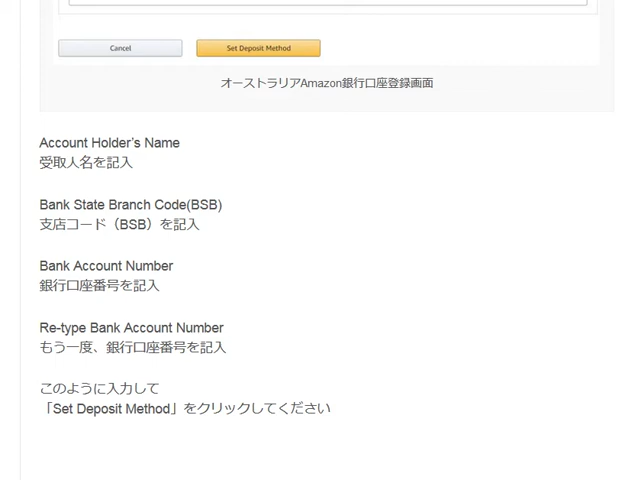 Cancel
Set Deposit Method
オーストラリアAmazon銀行口座登録画面
Account Holder’s Name
受取人名を記入
Bank State Branch Code(BSB)
支店コード（BSB）を記入
Bank Account Number
銀行口座番号を記入
Re-type Bank Account Number
もう一度、銀行口座番号を記入
このように入力して
「Set Deposit Method」をクリックしてください